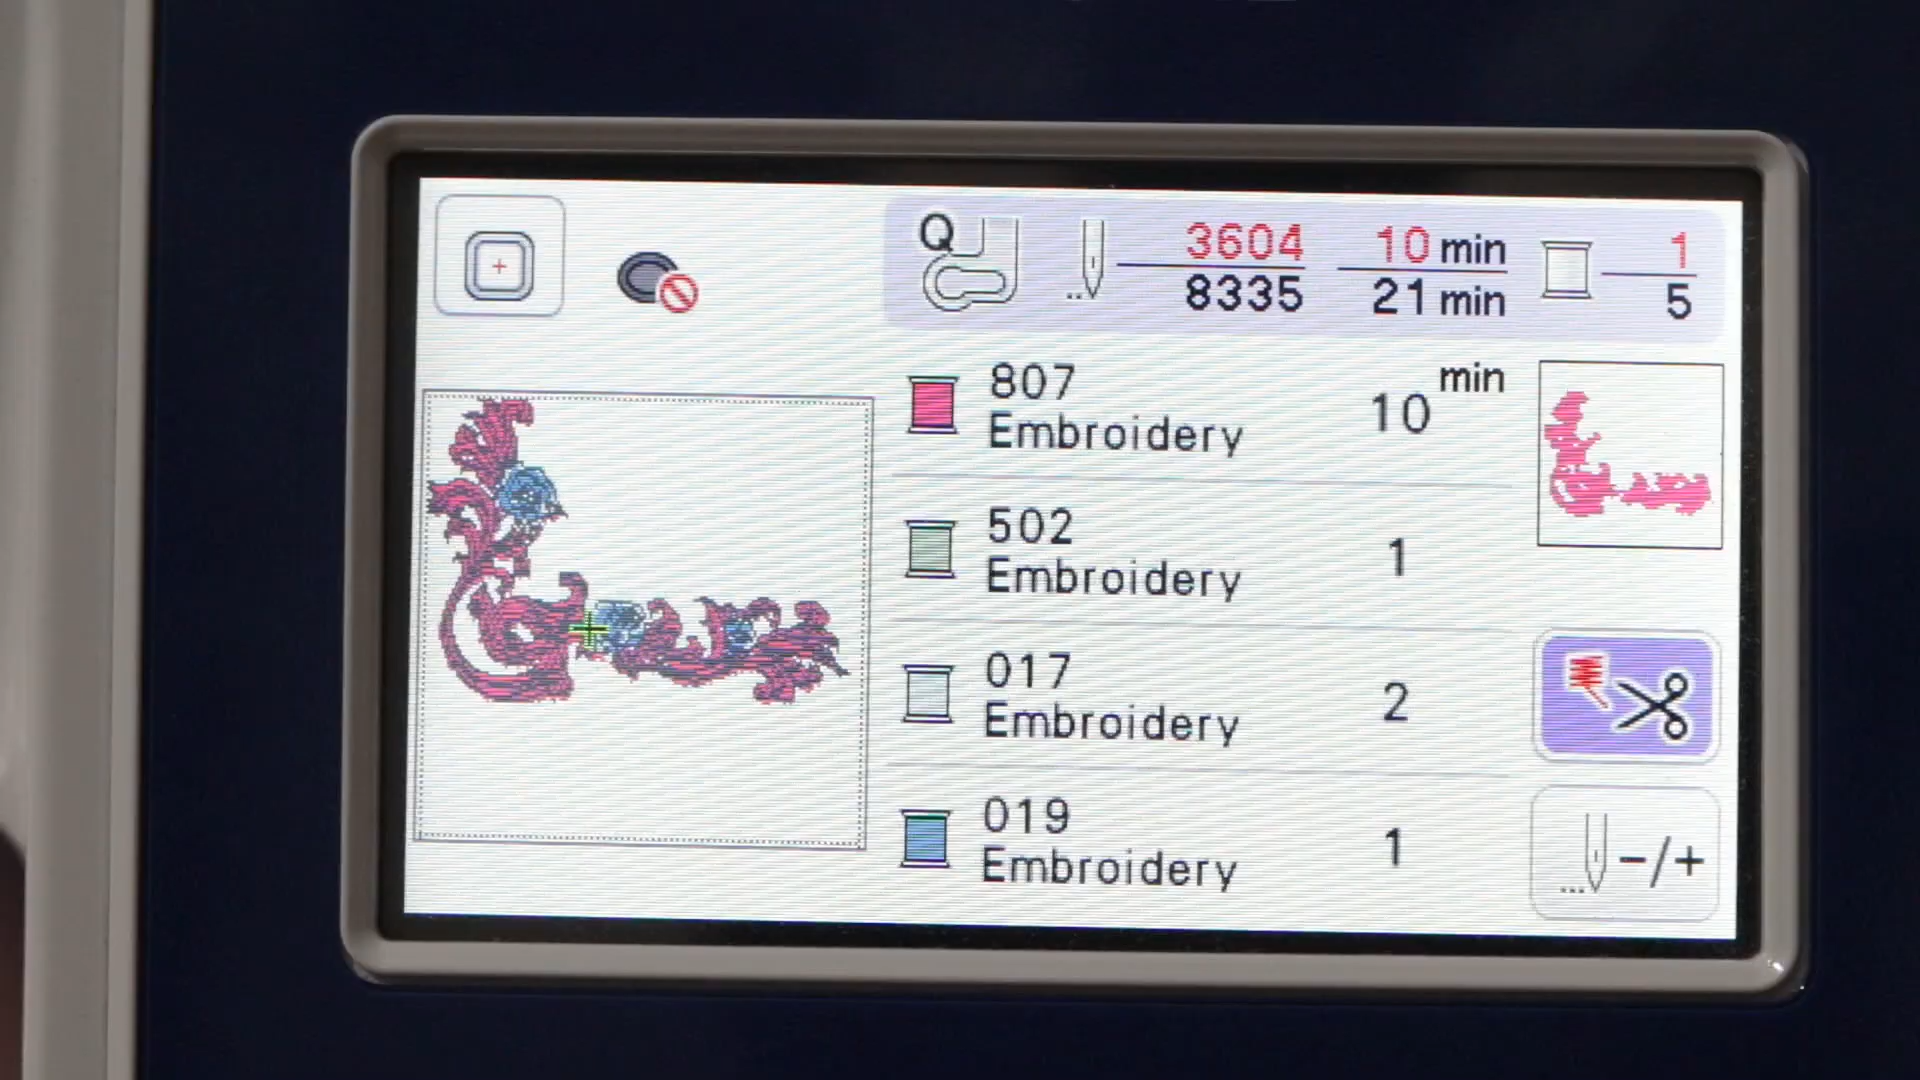 Q
3604 10 min 1
8335 21 min 5
807 min
Embroidery 10
502
Embroidery 1
017
Embroidery 2
019
Embroidery 1
-/+